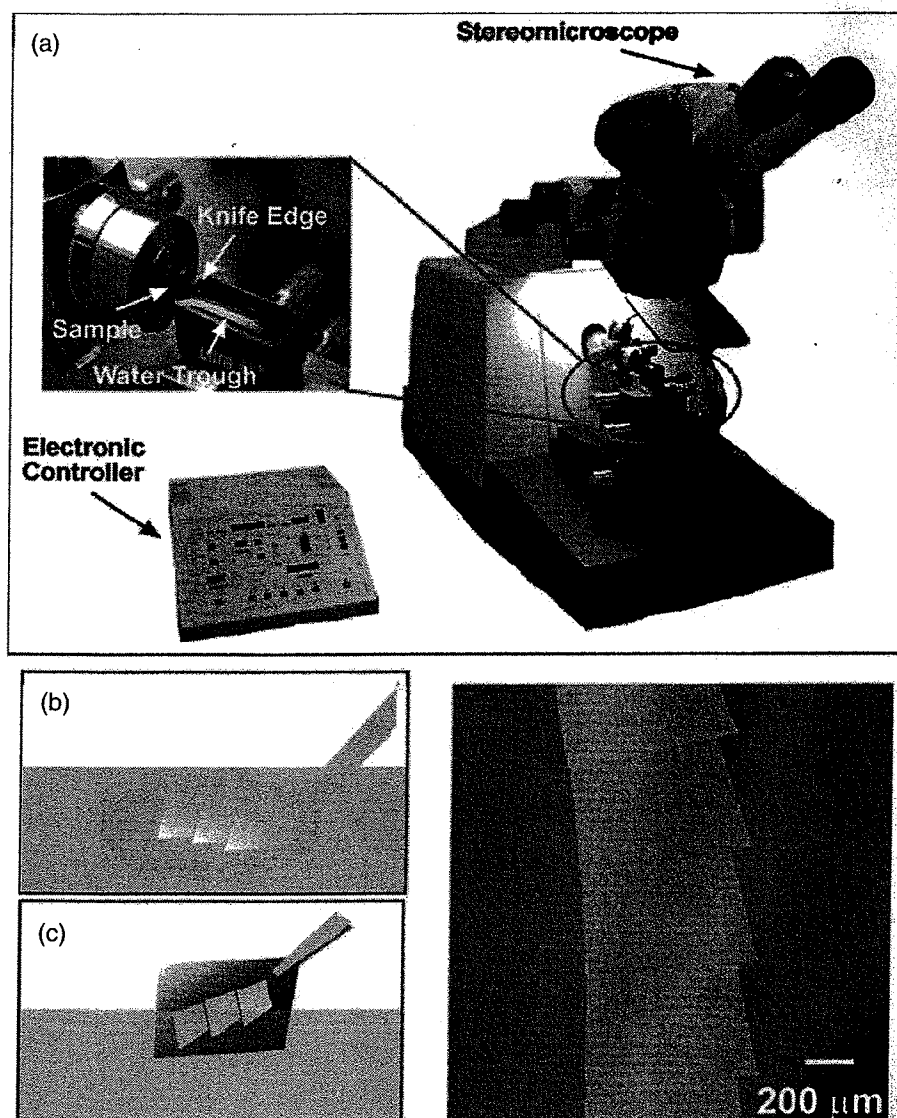 (a)
Stereomicroscope
Knife Edge
Sample
Water Trough
Electronic
Controller
(b)
(c)
200 μm